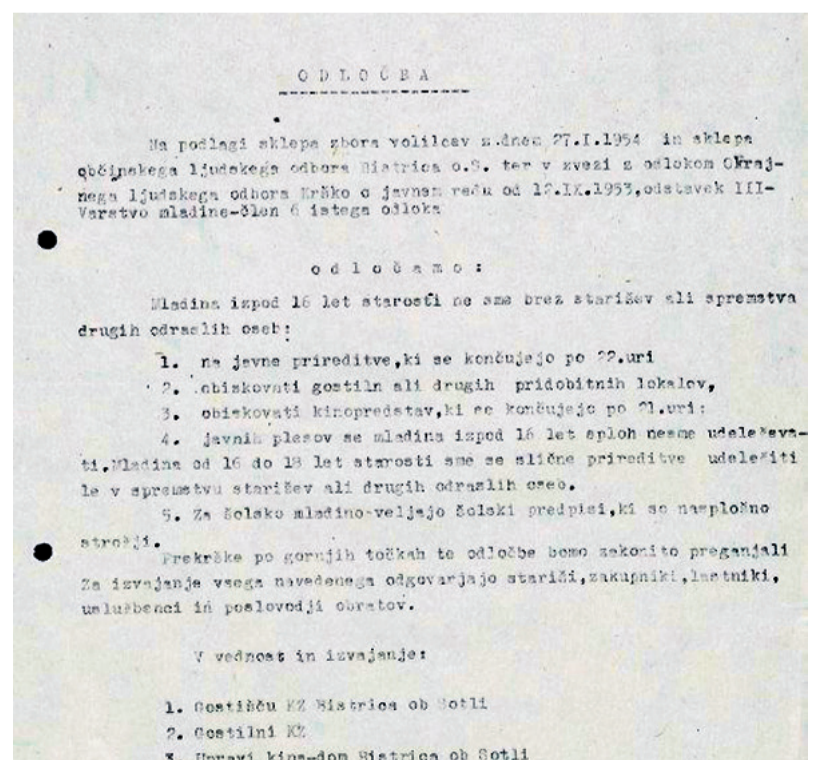 ODLOČBA
Na podlagi sklepa zbora volilcev z dnem 27.I.1954 in sklepa
občinskega ljudskega odbora Bistrica o.S. ter v zvezi z odlokom Okraj-
nega ljudskega odbora Krško o javnem redu od 12.IX.1953,odstavek III-
Varstvo mladine-člen 6 istega odloka
odločamo:
Mladina izpod 16 let starosti ne sme brez starišev ali spremstva
drugih odraslih oseb:
1. na javne prireditve,ki se končujejo po 22.uri
2. obiskovati gostiln ali drugih pridobitnih lokalov,
3. obiskovati kinopredstav,ki se končujejo po 21.uri:
4. javnih plesov se mladina izpod 16 let sploh nesme udeleževa-
ti.Mladina od 16 do 18 let starosti sme se slične prireditve udeležiti
le v spremstvu starišev ali drugih odraslih oseb.
5. Za šolsko mladino veljajo šolski predpisi,ki so nasplošno
strožji.
Prekrške po gornjih točkah te odločbe bomo zakonito preganjali
Za izvajanje vsega navedenega odgovarjajo stariši,zakupniki,lastniki,
uslužbenci in poslovodji obratov.
V vednost in izvajanje:
1. Gostišču KZ Bistrica ob Sotli
2. Gostilni KZ
3. Upravi kina-dom Bistrica ob Sotli